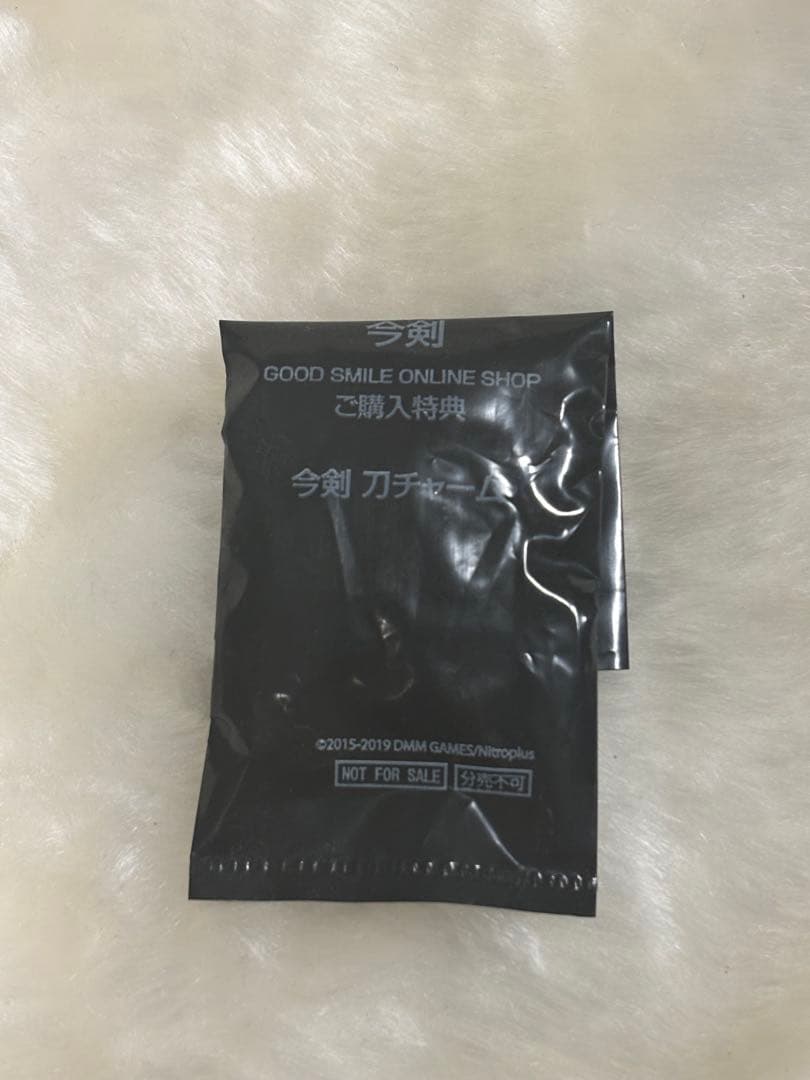 今剣
GOOD SMILE ONLINE SHOP
ご購入特典
今剣 刀チャーム
©2015-2019 DMM GAMES/Nitroplus
NOT FOR SALE 分売不可